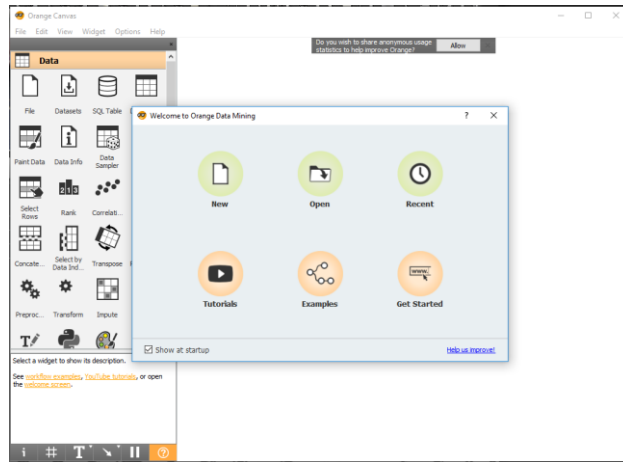 Orange Canvas
File Edit View Widget Options Help
Do you wish to share anonymous usage
statistics to help improve Orange?
Allow
Data
File Datasets SQL Table
Paint Data Data Info Data
Sampler
Select
Rows
Rank Correlati...
Concate... Select by
Data Ind...
Transpose
Preproc... Transform Impute
Select a widget to show its description.
See workflow examples, YouTube tutorials, or open
the welcome screen.
Welcome to Orange Data Mining
New Open Recent
www.
Tutorials Examples Get Started
Show at startup
Help us improve!